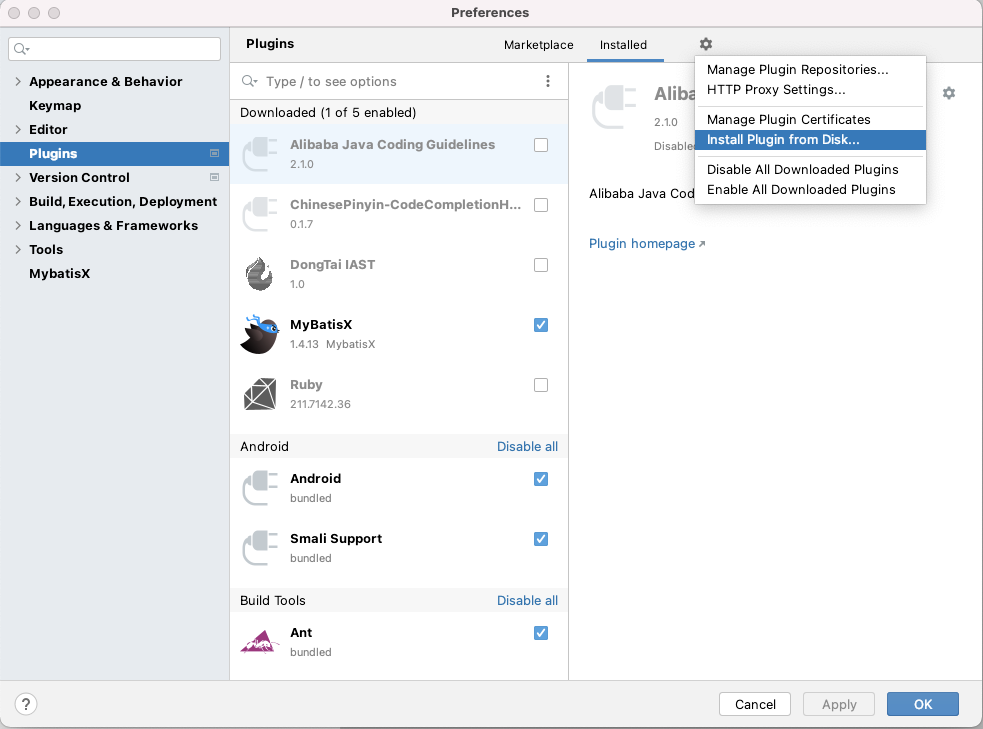 Preferences
Plugins
Marketplace
Installed
Appearance & Behavior
Keymap
Editor
Plugins
Version Control
Build, Execution, Deployment
Languages & Frameworks
Tools
MybatisX
Type / to see options
Downloaded (1 of 5 enabled)
Alibaba Java Coding Guidelines
2.1.0
ChinesePinyin-CodeCompletionH...
0.1.7
DongTai IAST
1.0
MyBatisX
1.4.13 MybatisX
Ruby
211.7142.36
Android
Disable all
Android
bundled
Smali Support
bundled
Build Tools
Disable all
Ant
bundled
Manage Plugin Repositories...
HTTP Proxy Settings...
Manage Plugin Certificates
Install Plugin from Disk...
Disable All Downloaded Plugins
Enable All Downloaded Plugins
Aliba
2.1.0
Disable
Alibaba Java Cod
Plugin homepage
?
Cancel
Apply
OK